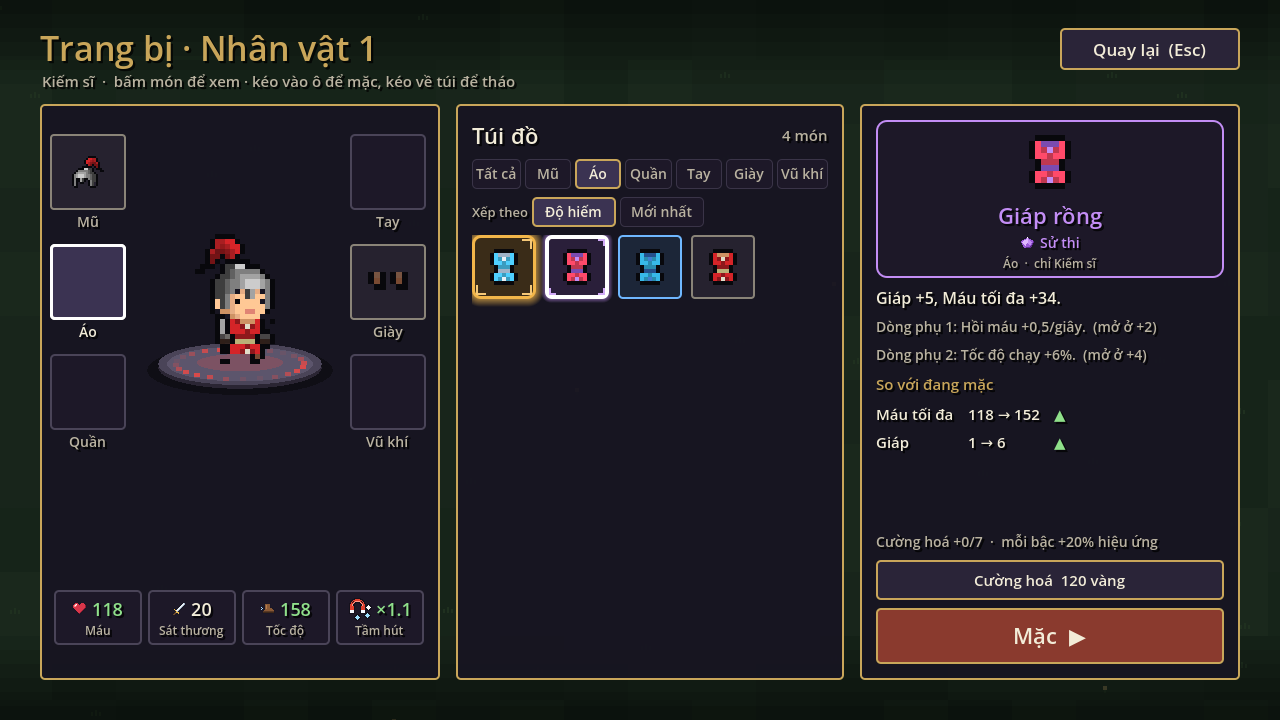 Trang bị · Nhân vật 1
Quay lại (Esc)
Kiếm sĩ · bấm món để xem · kéo vào ô để mặc, kéo về túi để tháo
Mũ
Tay
Áo
Giày
Quần
Vũ khí
118
Máu
20
Sát thương
158
Tốc độ
×1.1
Tầm hút
Túi đồ
4 món
Tất cả
Mũ
Áo
Quần
Tay
Giày
Vũ khí
Xếp theo
Độ hiếm
Mới nhất
Giáp rồng
Sử thi
Áo · chỉ Kiếm sĩ
Giáp +5, Máu tối đa +34.
Dòng phụ 1: Hồi máu +0,5/giây. (mở ở +2)
Dòng phụ 2: Tốc độ chạy +6%. (mở ở +4)
So với đang mặc
Máu tối đa 118 → 152 ▲
Giáp 1 → 6 ▲
Cường hoá +0/7 · mỗi bậc +20% hiệu ứng
Cường hoá 120 vàng
Mặc ▶